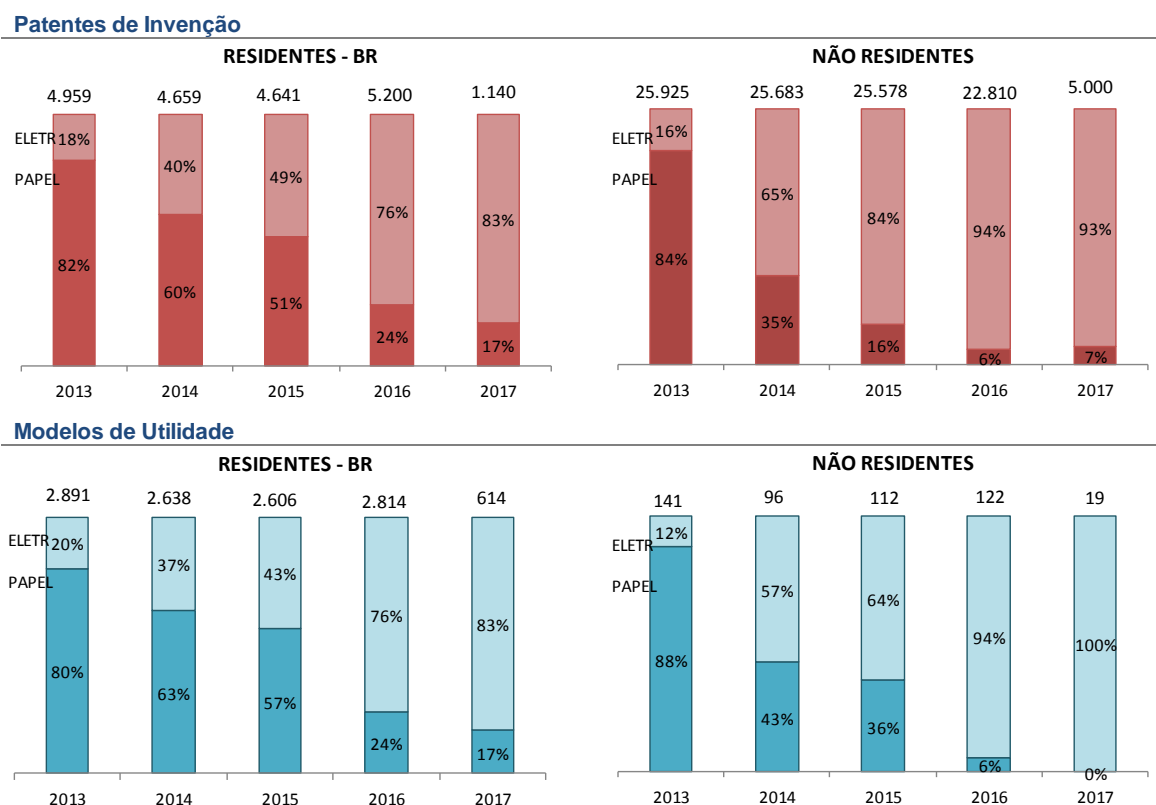 Patentes de Invenção
RESIDENTES - BR
4.959 4.659 4.641 5.200 1.140
ELETR 18% 40% 49% 76% 83%
PAPEL 82% 60% 51% 24% 17%
2013 2014 2015 2016 2017
NÃO RESIDENTES
25.925 25.683 25.578 22.810 5.000
ELETR 16% 65% 84% 94% 93%
PAPEL 84% 35% 16% 6% 7%
2013 2014 2015 2016 2017
Modelos de Utilidade
RESIDENTES - BR
2.891 2.638 2.606 2.814 614
ELETR 20% 37% 43% 76% 83%
PAPEL 80% 63% 57% 24% 17%
2013 2014 2015 2016 2017
NÃO RESIDENTES
141 96 112 122 19
ELETR 12% 57% 64% 94% 100%
PAPEL 88% 43% 36% 6% 0%
2013 2014 2015 2016 2017